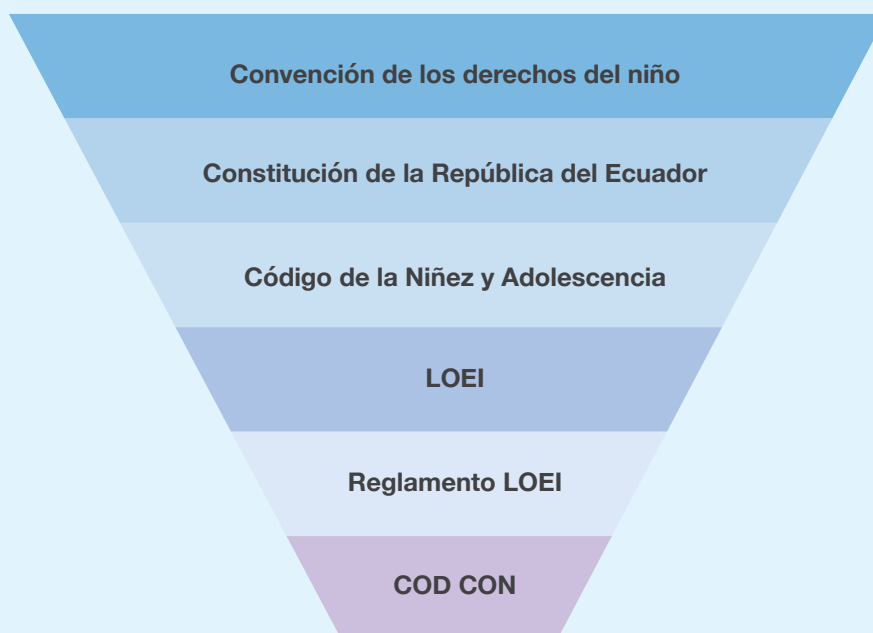 Convención de los derechos del niño
Constitución de la República del Ecuador
Código de la Niñez y Adolescencia
LOEI
Reglamento LOEI
COD CON